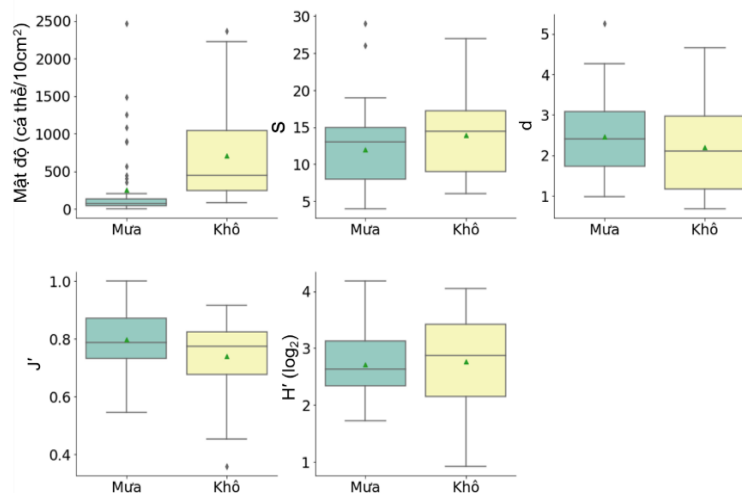 Mật độ (cá thể/10cm²)
2500
2000
1500
1000
500
0
Mưa
Khô
S
30
25
20
15
10
5
Mưa
Khô
d
5
4
3
2
1
Mưa
Khô
J′
1.0
0.8
0.6
0.4
Mưa
Khô
H′ (log₂)
4
3
2
1
Mưa
Khô